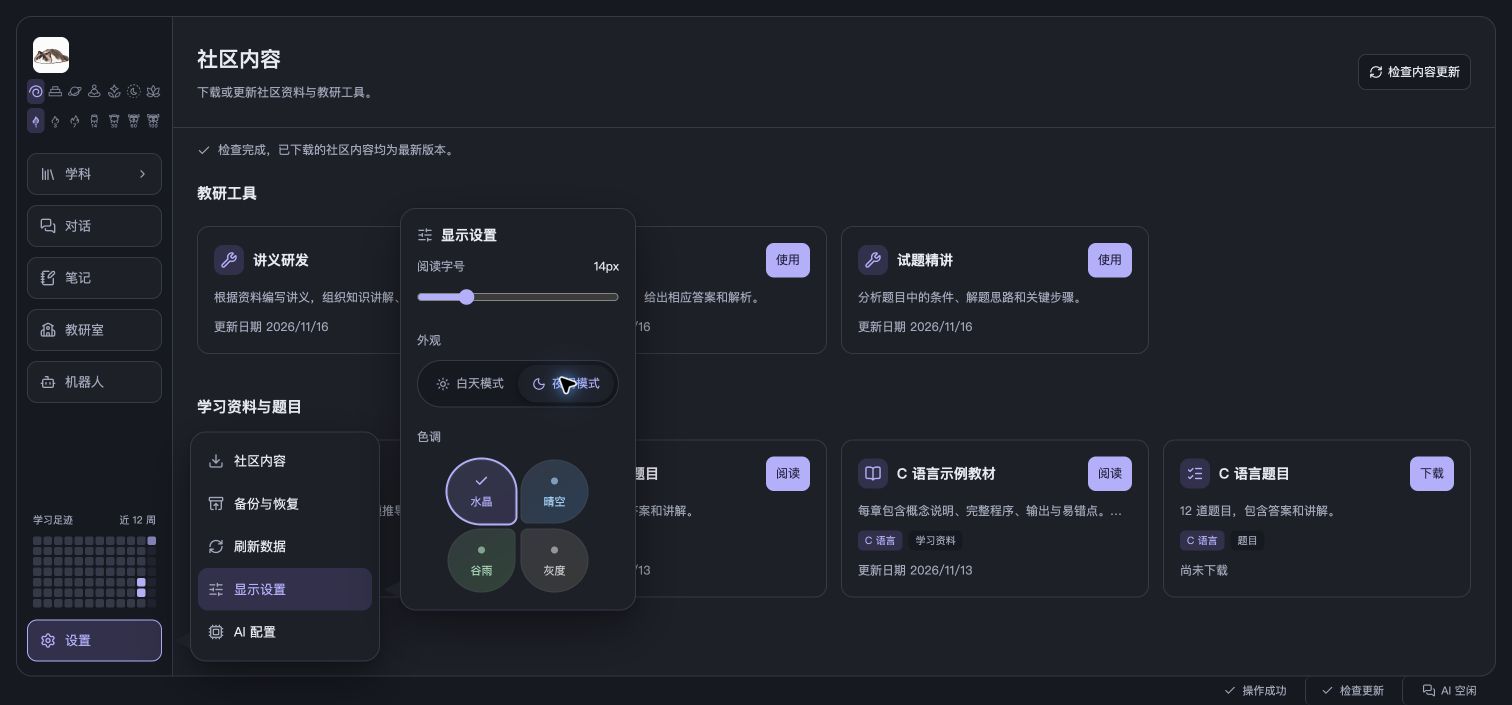 社区内容
下载或更新社区资料与教研工具。
检查内容更新
14
30
60
100
学科
对话
笔记
教研室
机器人
学习足迹
近 12 周
设置
检查完成，已下载的社区内容均为最新版本。
教研工具
讲义研发
根据资料编写讲义，组织知识讲解、
更新日期 2026/11/16
使用
给出相应答案和解析。
/16
试题精讲
使用
分析题目中的条件、解题思路和关键步骤。
更新日期 2026/11/16
学习资料与题目
题目
阅读
答案和讲解。
/13
C 语言示例教材
阅读
每章包含概念说明、完整程序、输出与易错点。...
C 语言
学习资料
更新日期 2026/11/13
C 语言题目
下载
12 道题目，包含答案和讲解。
C 语言
题目
尚未下载
社区内容
备份与恢复
刷新数据
显示设置
AI 配置
显示设置
阅读字号
14px
外观
白天模式
夜间模式
色调
水晶
晴空
谷雨
灰度
操作成功
检查更新
AI 空闲